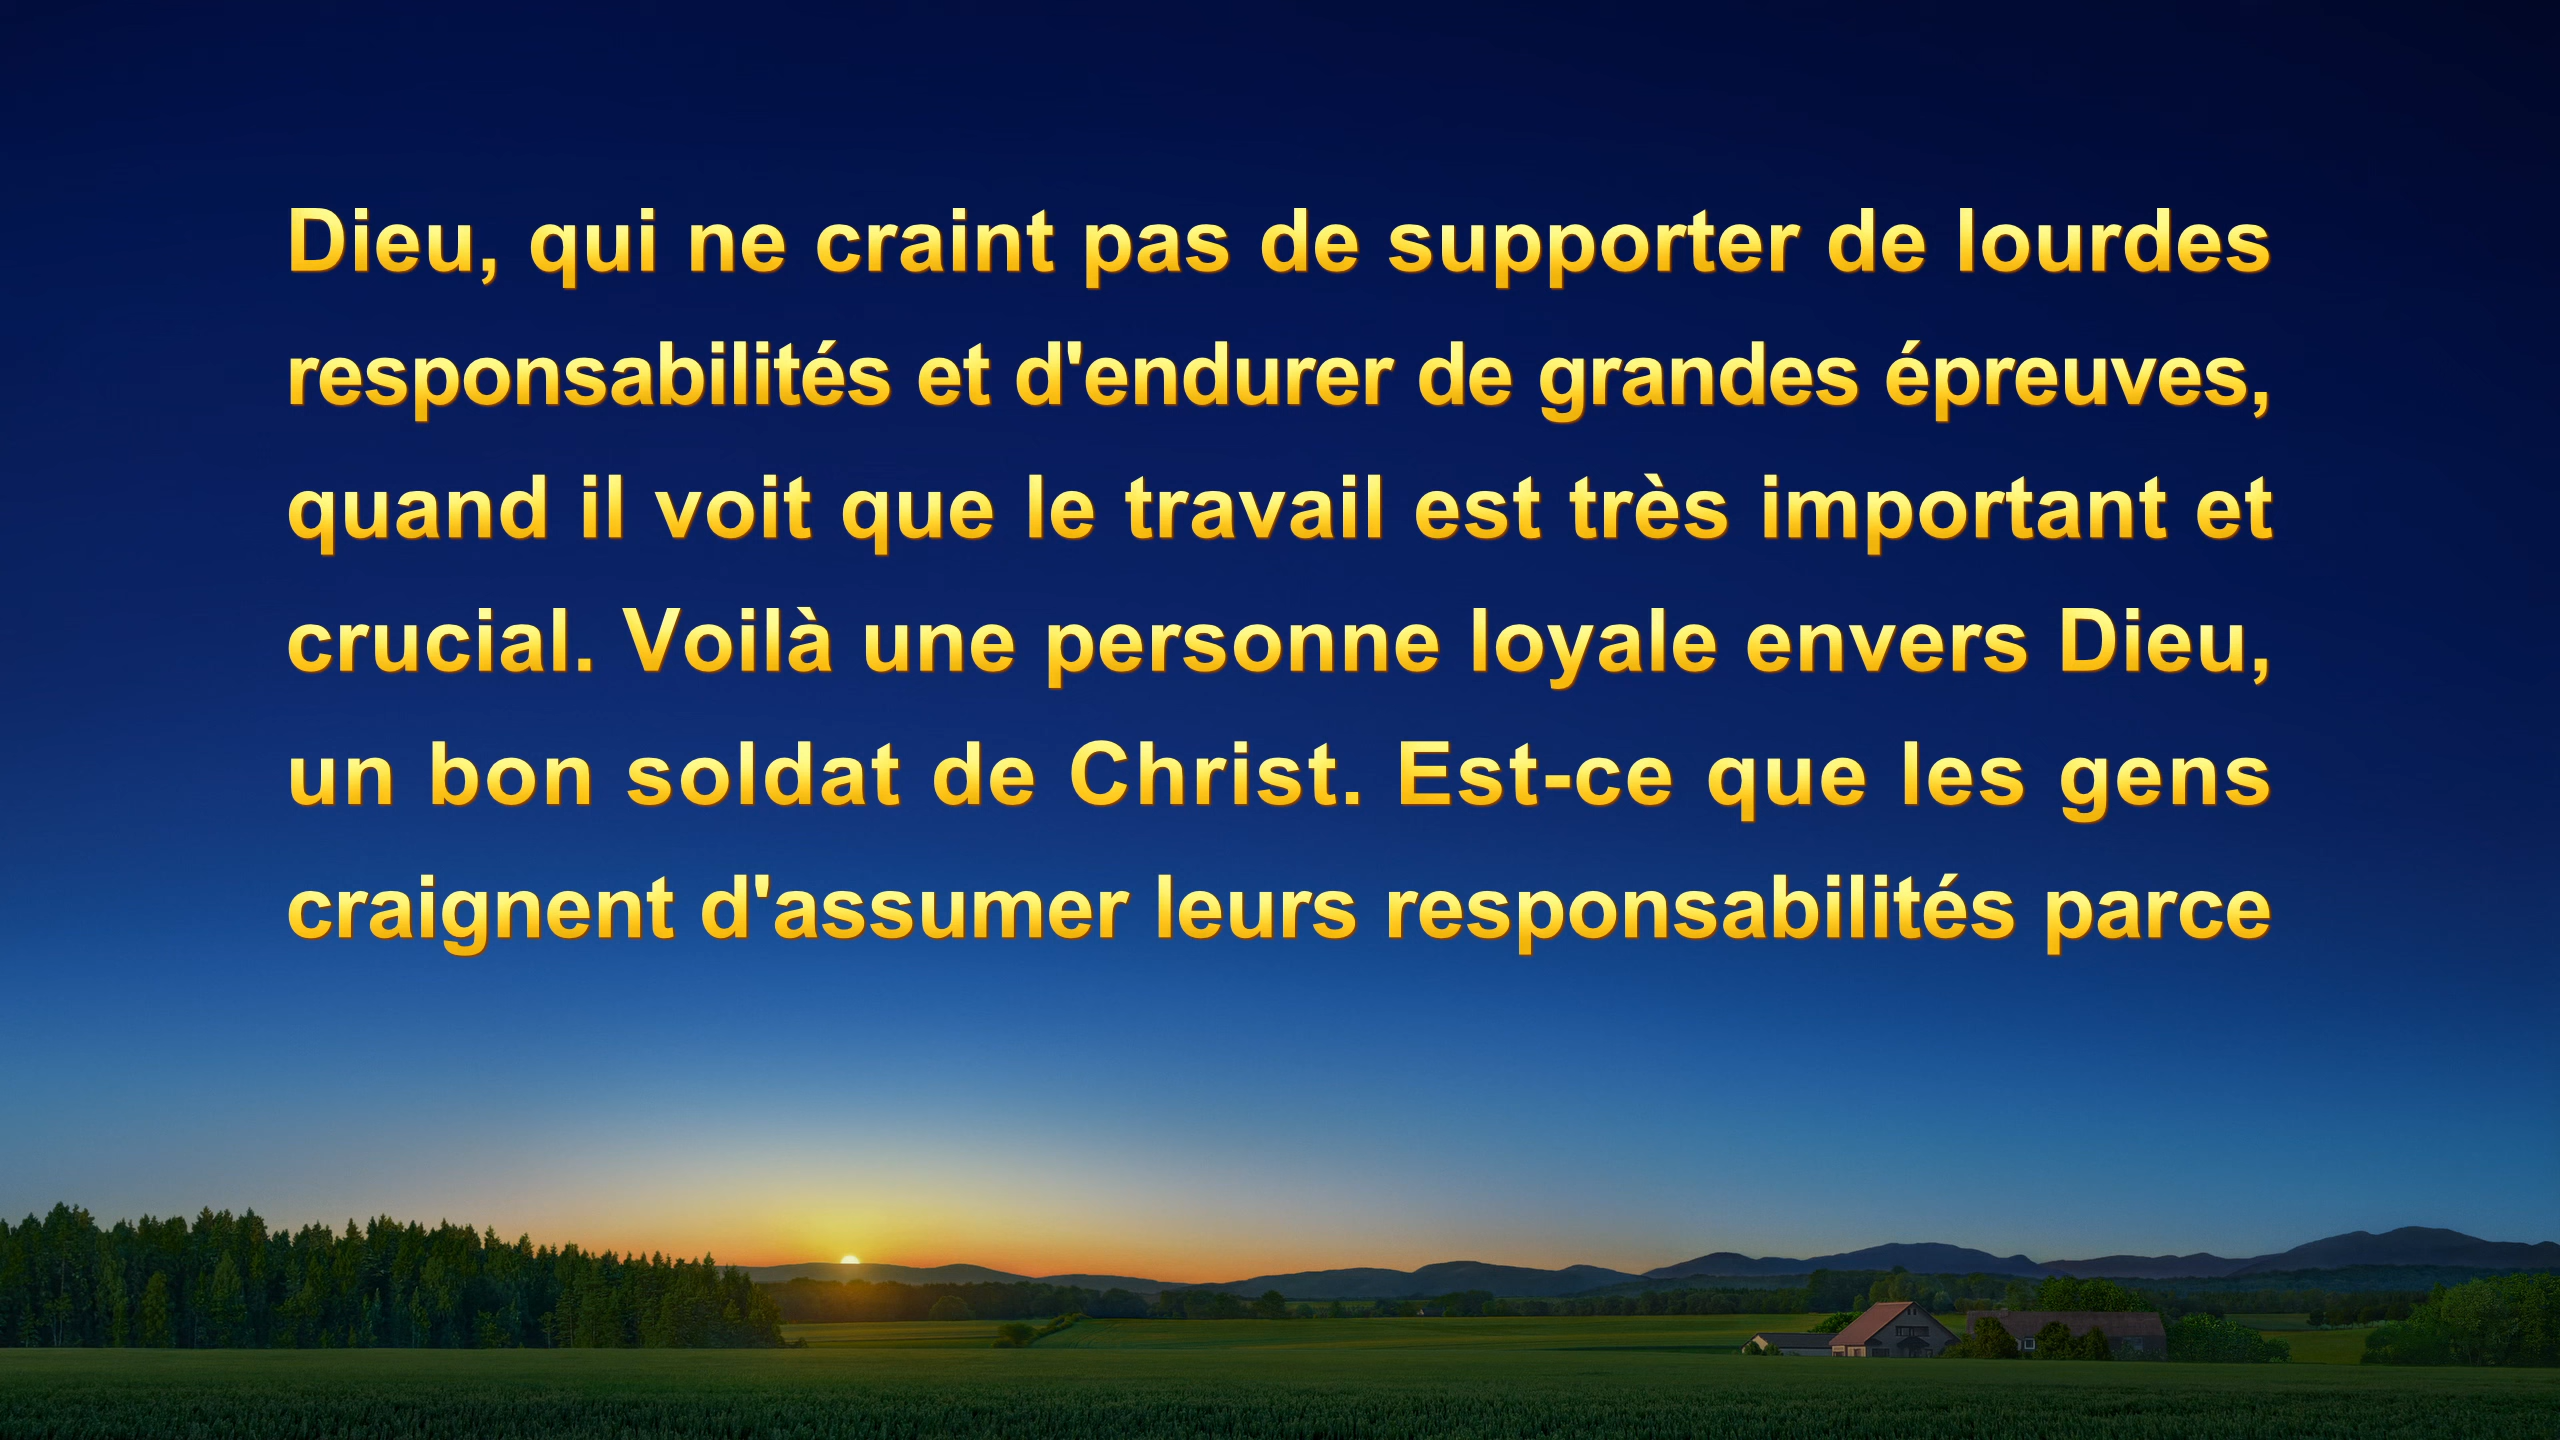 Dieu, qui ne craint pas de supporter de lourdes
responsabilités et d'endurer de grandes épreuves,
quand il voit que le travail est très important et
crucial. Voilà une personne loyale envers Dieu,
un bon soldat de Christ. Est-ce que les gens
craignent d'assumer leurs responsabilités parce